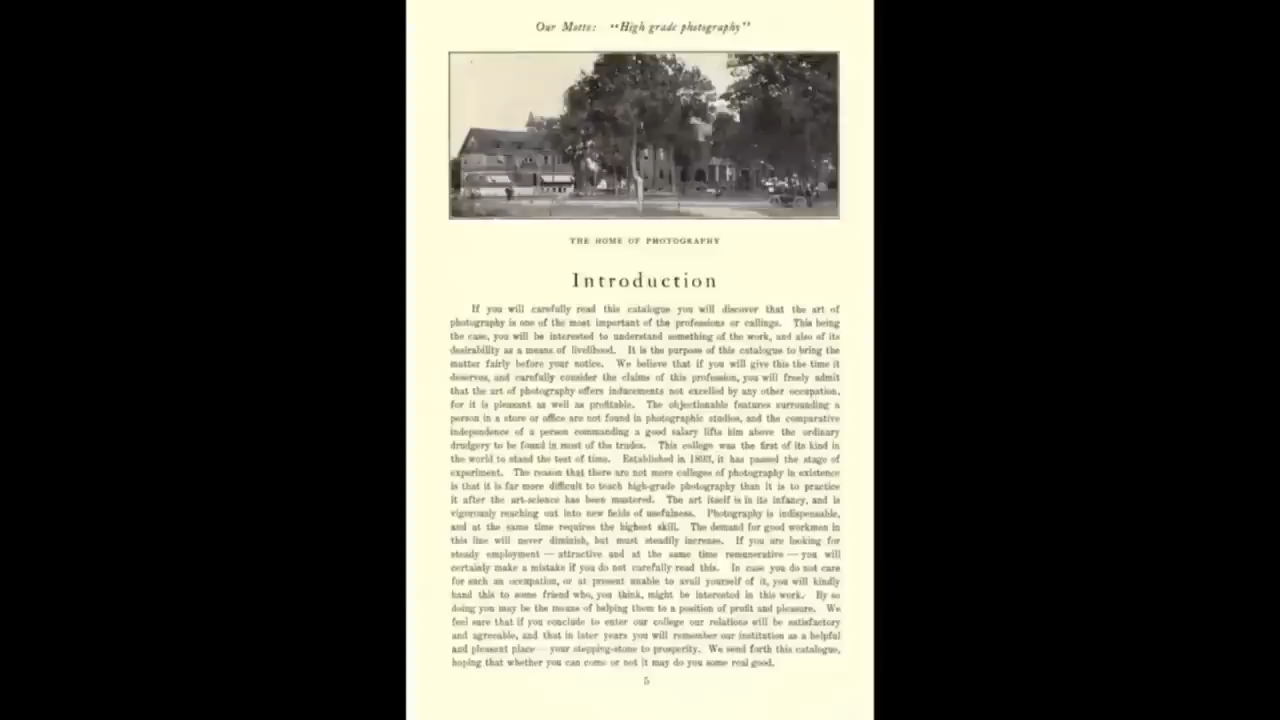 Our Motto: "High grade photography"
THE HOME OF PHOTOGRAPHY
Introduction
If you will carefully read this catalogue you will discover that the art of
photography is one of the most important of the professions or callings. This being
the case, you will be interested to understand something of the work, and also of its
desirability as a means of livelihood. It is the purpose of this catalogue to bring the
matter fairly before your notice. We believe that if you will give this the time it
deserves, and carefully consider the claims of this profession, you will freely admit
that the art of photography offers inducements not excelled by any other occupation,
for it is pleasant as well as profitable. The objectionable features surrounding a
person in a store or office are not found in photographic studios, and the comparative
independence of a person commanding a good salary lifts him above the ordinary
drudgery to be found in most of the trades. This college was the first of its kind in
the world to stand the test of time. Established in 1893, it has passed the stage of
experiment. The reason that there are not more colleges of photography in existence
is that it is far more difficult to teach high-grade photography than it is to practice
it after the art-science has been mastered. The art itself is in its infancy, and is
vigorously reaching out into new fields of usefulness. Photography is indispensable,
and at the same time requires the highest skill. The demand for good workmen in
this line will never diminish, but must steadily increase. If you are looking for
steady employment — attractive and at the same time remunerative — you will
certainly make a mistake if you do not carefully read this. In case you do not care
for such an occupation, or at present unable to avail yourself of it, you will kindly
hand this to some friend who, you think, might be interested in this work. By so
doing you may be the means of helping them to a position of profit and pleasure. We
feel sure that if you conclude to enter our college our relations will be satisfactory
and agreeable, and that in later years you will remember our institution as a helpful
and pleasant place — your stepping-stone to prosperity. We send forth this catalogue,
hoping that whether you can come or not it may do you some real good.
5